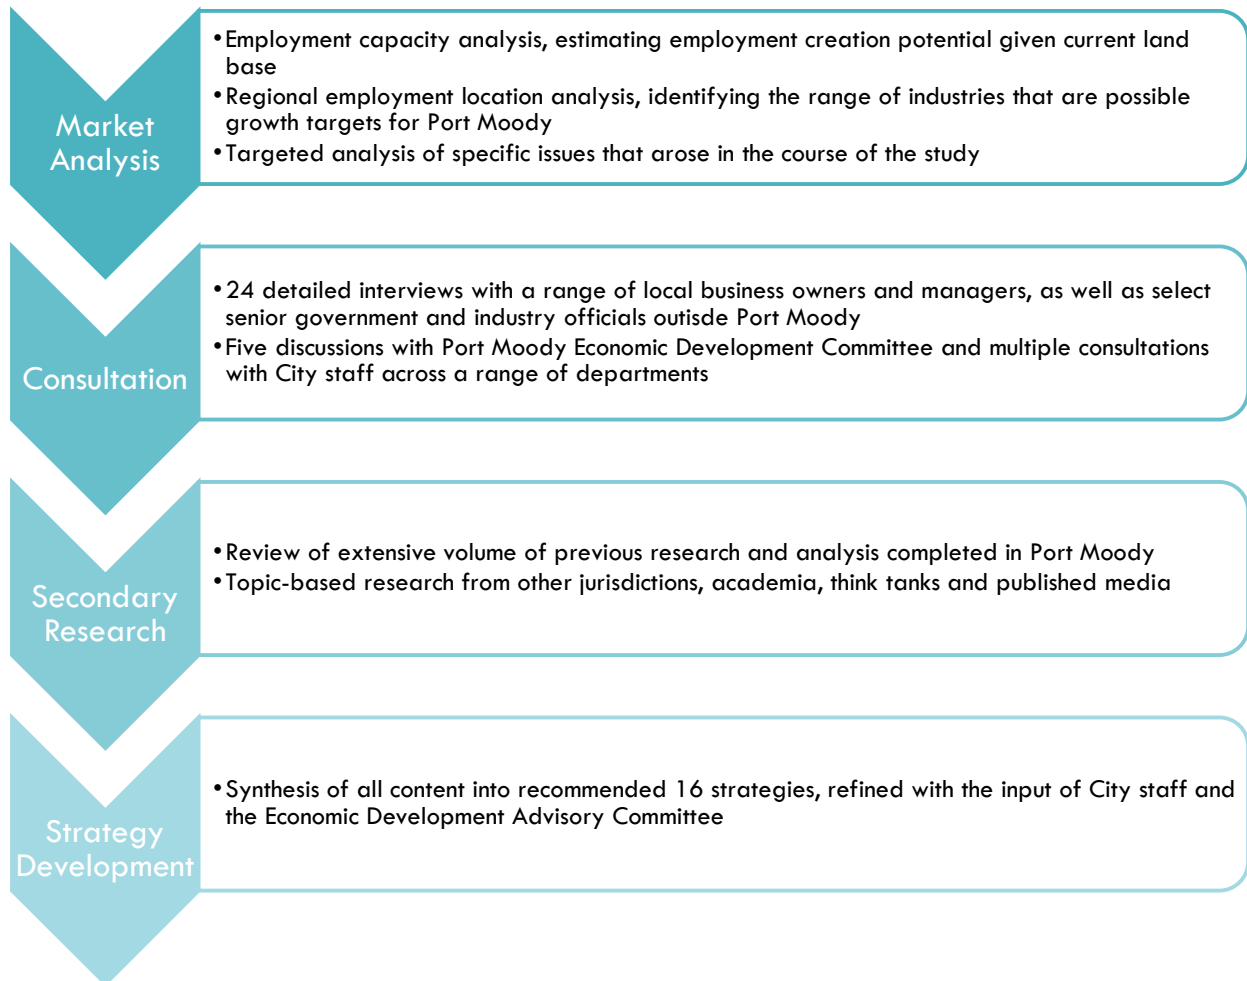 Market
Analysis
•Employment capacity analysis, estimating employment creation potential given current land
base
•Regional employment location analysis, identifying the range of industries that are possible
growth targets for Port Moody
•Targeted analysis of specific issues that arose in the course of the study
Consultation
•24 detailed interviews with a range of local business owners and managers, as well as select
senior government and industry officials outisde Port Moody
•Five discussions with Port Moody Economic Development Committee and multiple consultations
with City staff across a range of departments
Secondary
Research
•Review of extensive volume of previous research and analysis completed in Port Moody
•Topic-based research from other jurisdictions, academia, think tanks and published media
Strategy
Development
•Synthesis of all content into recommended 16 strategies, refined with the input of City staff and
the Economic Development Advisory Committee